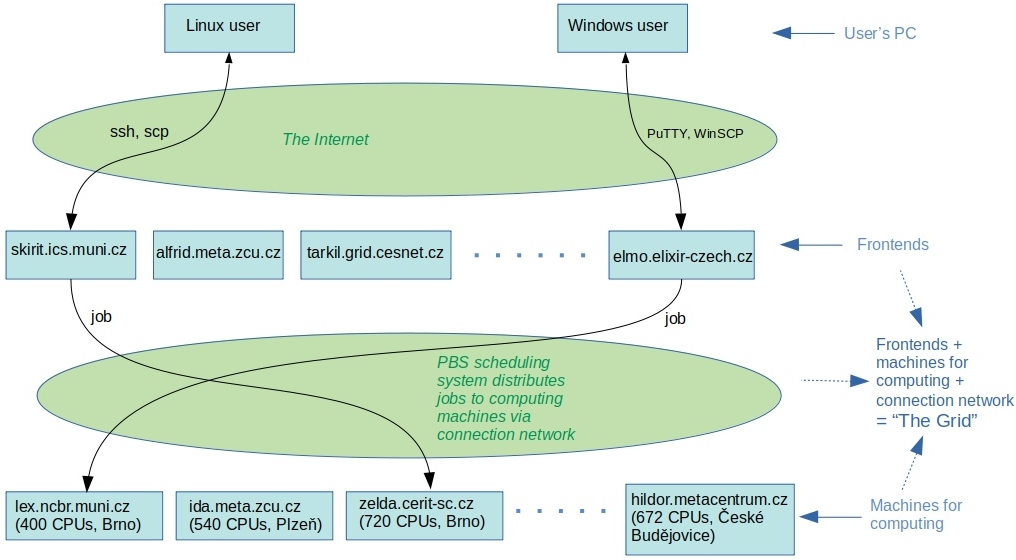 Linux user
Windows user
User's PC
ssh, scp
The Internet
PuTTY, WinSCP
skirit.ics.muni.cz
alfrid.meta.zcu.cz
tarkil.grid.cesnet.cz
elmo.elixir-czech.cz
Frontends
job
job
PBS scheduling
system distributes
jobs to computing
machines via
connection network
Frontends +
machines for
computing +
connection network
= “The Grid”
lex.ncbr.muni.cz
(400 CPUs, Brno)
ida.meta.zcu.cz
(540 CPUs, Plzeň)
zelda.cerit-sc.cz
(720 CPUs, Brno)
hildor.metacentrum.cz
(672 CPUs, České
Budějovice)
Machines for
computing